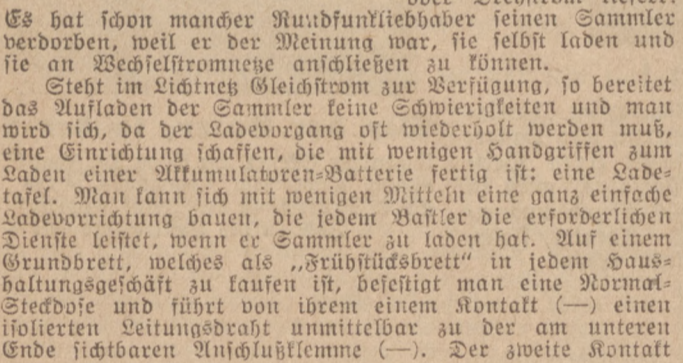 oder Drehstrom liefert.
Es hat schon mancher Rundfunkliebhaber seinen Sammler
verdorben, weil er der Meinung war, sie selbst laden und
sie an Wechselstromnetze anschließen zu können.
Steht im Lichtnetz Gleichstrom zur Verfügung, so bereitet
das Aufladen der Sammler keine Schwierigkeiten und man
wird sich, da der Ladevorgang oft wiederholt werden muß,
eine Einrichtung schaffen, die mit wenigen Handgriffen zum
Laden einer Akkumulatoren-Batterie fertig ist: eine Lade-
tafel. Man kann sich mit wenigen Mitteln eine ganz einfache
Ladevorrichtung bauen, die jedem Bastler die erforderlichen
Dienste leistet, wenn er Sammler zu laden hat. Auf einem
Grundbrett, welches als „Frühstücksbrett“ in jedem Haus-
haltungsgeschäft zu kaufen ist, befestigt man eine Normal-
Steckdose und führt von ihrem einem Kontakt (—) einen
isolierten Leitungsdraht unmittelbar zu der am unteren
Ende sichtbaren Anschlußklemme (—). Der zweite Kontakt